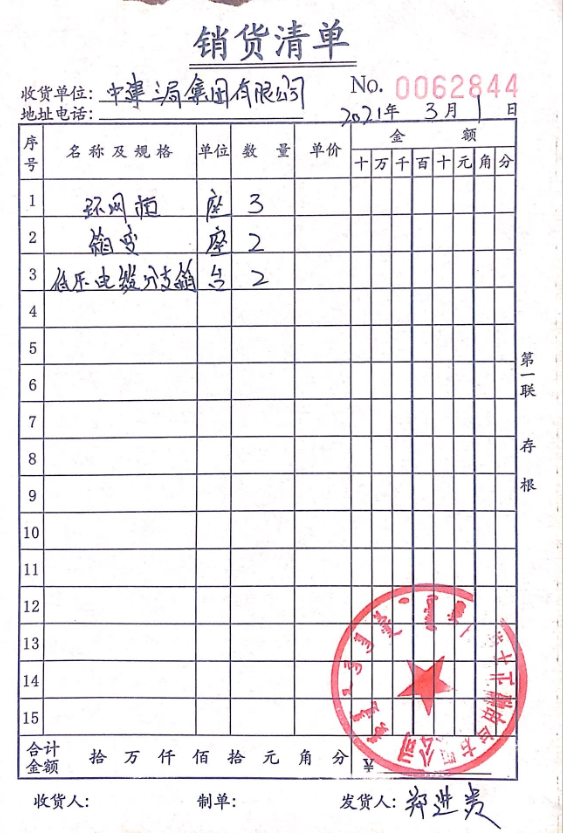 销货清单
收货单位：中建三局集团有限公司
No. 0062844
地址电话：
2021年 3月 1日
序号 名称及规格 单位 数量 单价 金额
十 万 千 百 十 元 角 分
1 环网柜 座 3
2 箱变 座 2
3 低压电缆分支箱 台 2
4
5
6
7
8
9
10
11
12
13
14
15
合计金额 拾 万 仟 佰 拾 元 角 分 ¥
收货人： 制单： 发货人：郑进贵
第一联 存根
公司